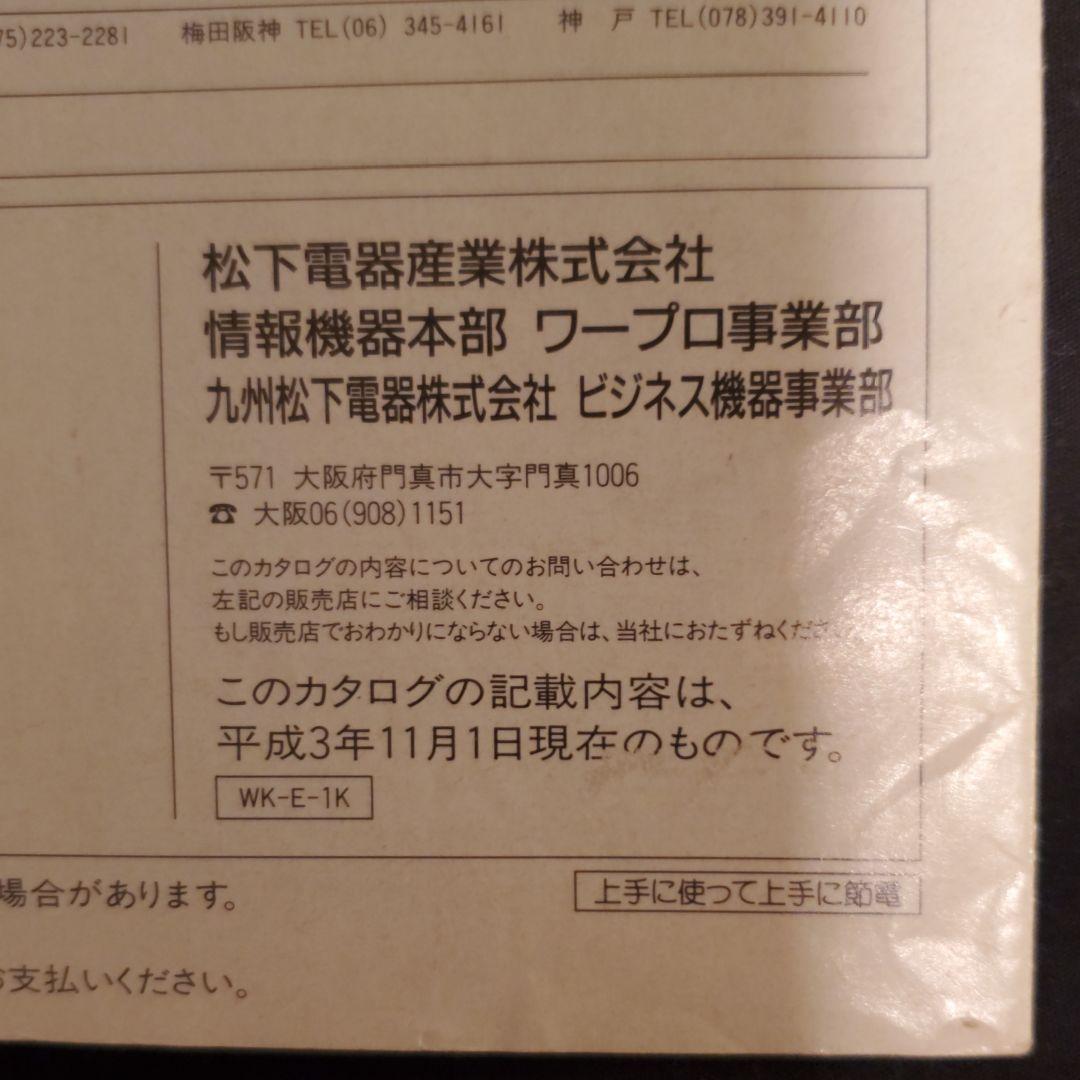 75)223-2281 梅田阪神 TEL(06) 345-4161 神 戸 TEL(078)391-4110
松下電器産業株式会社
情報機器本部 ワープロ事業部
九州松下電器株式会社 ビジネス機器事業部
〒571 大阪府門真市大字門真1006
☎ 大阪06(908)1151
このカタログの内容についてのお問い合わせは、
左記の販売店にご相談ください。
もし販売店でおわかりにならない場合は、当社におたずねください。
このカタログの記載内容は、
平成3年11月1日現在のものです。
WK-E-1K
場合があります。
上手に使って上手に節電
お支払いください。